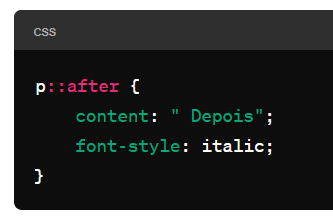 css
p::after {
    content: " Depois";
    font-style: italic;
}